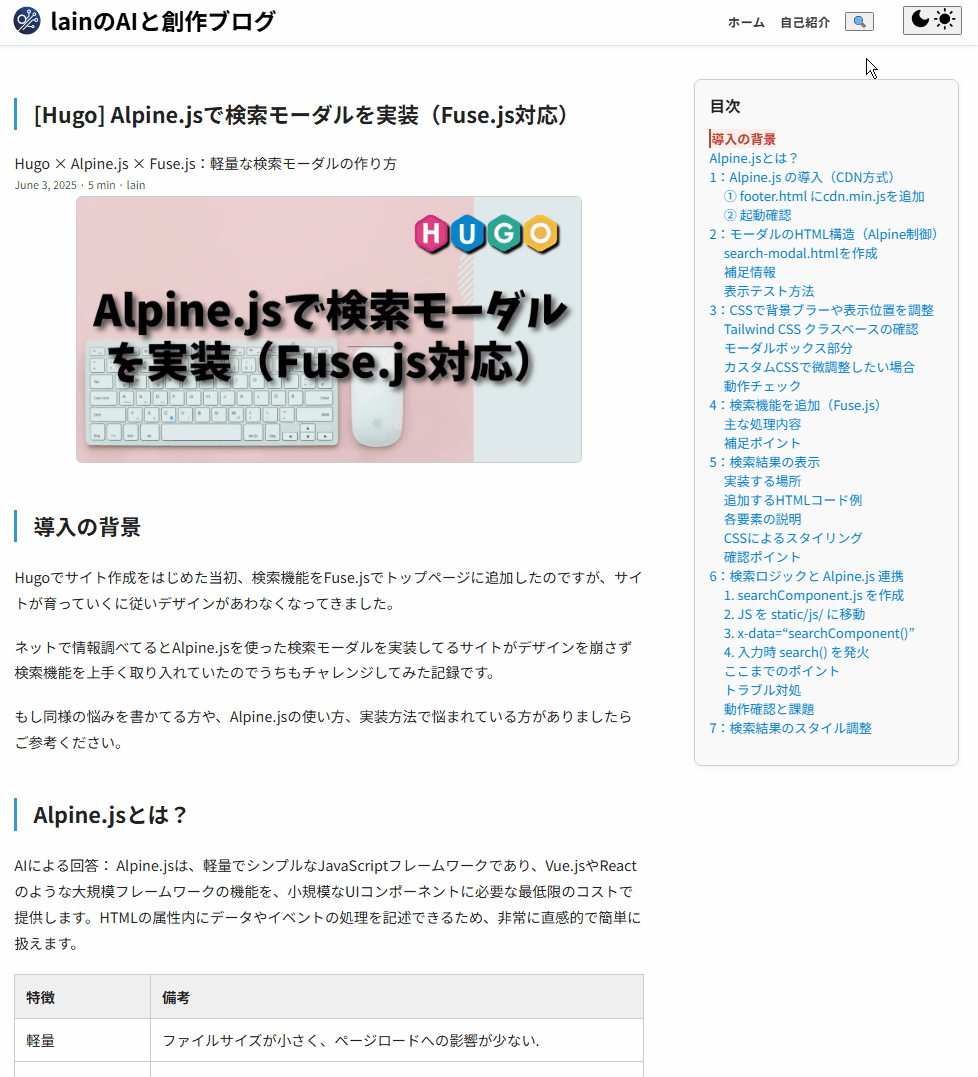 lainのAIと創作ブログ
ホーム 自己紹介
[Hugo] Alpine.jsで検索モーダルを実装（Fuse.js対応）
Hugo × Alpine.js × Fuse.js：軽量な検索モーダルの作り方
June 3, 2025 · 5 min · lain
HUGO
Alpine.jsで検索モーダル
を実装（Fuse.js対応）
導入の背景
Hugoでサイト作成をはじめた当初、検索機能をFuse.jsでトップページに追加したのですが、サイ
トが育っていくに従いデザインがあわなくなってきました。
ネットで情報調べてるとAlpine.jsを使った検索モーダルを実装してるサイトがデザインを崩さず
検索機能を上手く取り入れていたのでうちもチャレンジしてみた記録です。
もし同様の悩みを書かてる方や、Alpine.jsの使い方、実装方法で悩まれている方がありましたら
ご参考ください。
Alpine.jsとは？
AIによる回答： Alpine.jsは、軽量でシンプルなJavaScriptフレームワークであり、Vue.jsやReact
のような大規模フレームワークの機能を、小規模なUIコンポーネントに必要な最低限のコストで
提供します。HTMLの属性内にデータやイベントの処理を記述できるため、非常に直感的で簡単に
扱えます。
特徴 備考
軽量 ファイルサイズが小さく、ページロードへの影響が少ない.
目次
導入の背景
Alpine.jsとは？
1：Alpine.js の導入（CDN方式）
① footer.html にcdn.min.jsを追加
② 起動確認
2：モーダルのHTML構造（Alpine制御）
search-modal.htmlを作成
補足情報
表示テスト方法
3：CSSで背景ブラーや表示位置を調整
Tailwind CSS クラスベースの確認
モーダルボックス部分
カスタムCSSで微調整したい場合
動作チェック
4：検索機能を追加（Fuse.js）
主な処理内容
補足ポイント
5：検索結果の表示
実装する場所
追加するHTMLコード例
各要素の説明
CSSによるスタイリング
確認ポイント
6：検索ロジックと Alpine.js 連携
1. searchComponent.js を作成
2. JS を static/js/ に移動
3. x-data=“searchComponent()”
4. 入力時 search() を発火
ここまでのポイント
トラブル対処
動作確認と課題
7：検索結果のスタイル調整